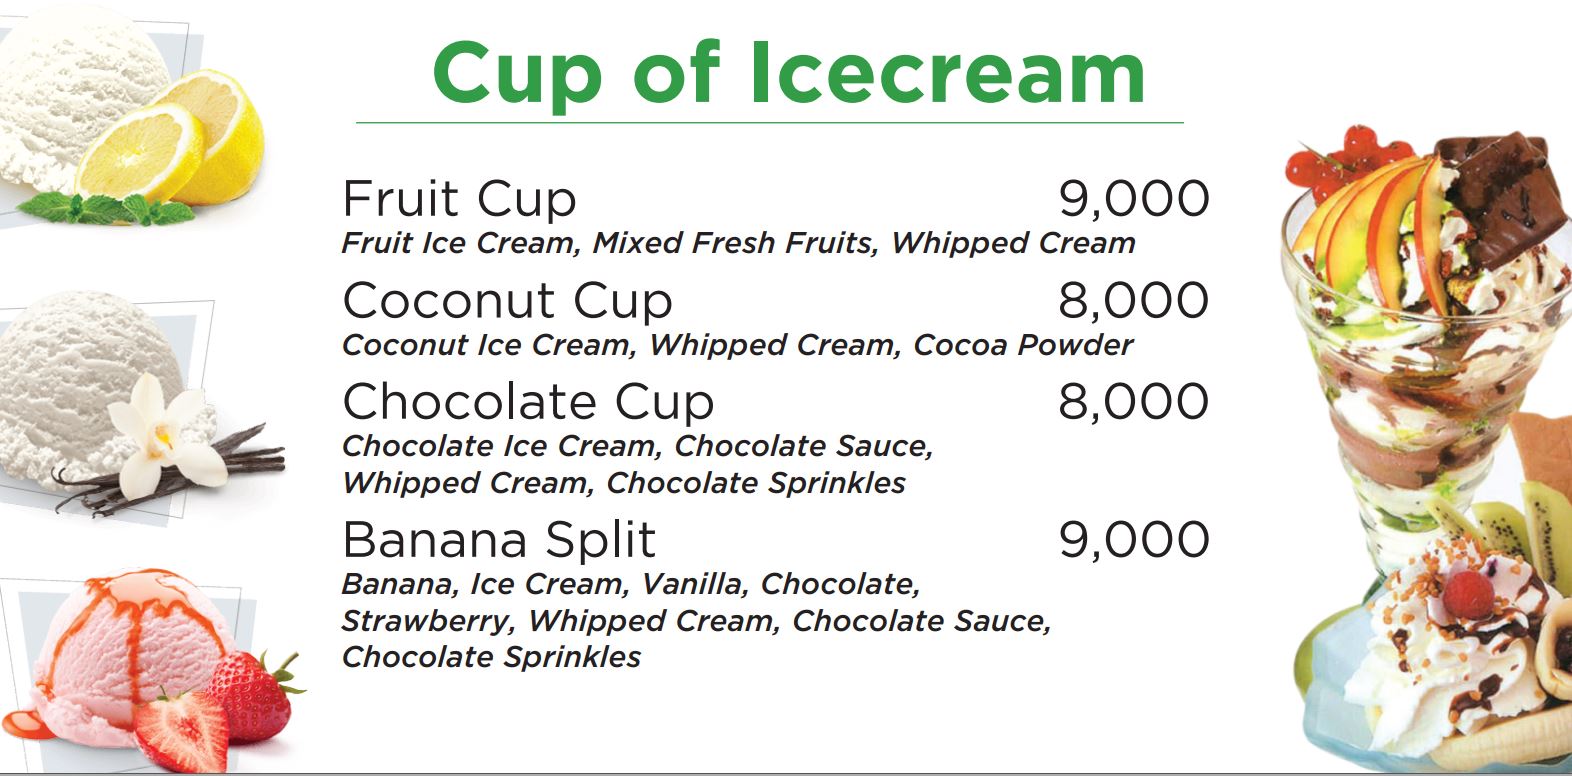 Cup of Icecream
Fruit Cup 9,000
Fruit Ice Cream, Mixed Fresh Fruits, Whipped Cream
Coconut Cup 8,000
Coconut Ice Cream, Whipped Cream, Cocoa Powder
Chocolate Cup 8,000
Chocolate Ice Cream, Chocolate Sauce,
Whipped Cream, Chocolate Sprinkles
Banana Split 9,000
Banana, Ice Cream, Vanilla, Chocolate,
Strawberry, Whipped Cream, Chocolate Sauce,
Chocolate Sprinkles